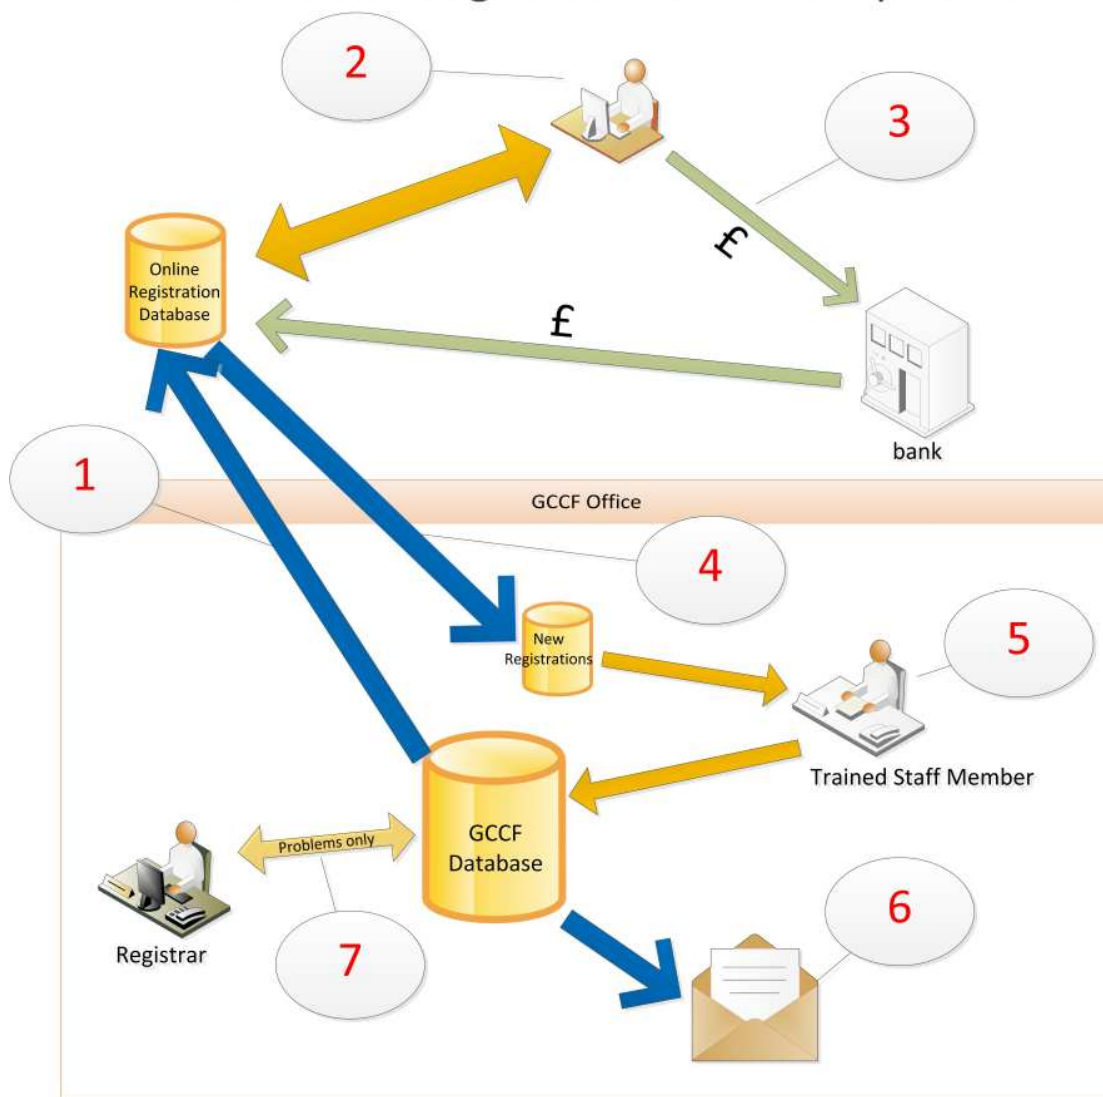 2
3
£
Online
Registration
Database
£
bank
1
GCCF Office
4
5
New
Registrations
Trained Staff Member
GCCF
Database
Problems only
6
Registrar
7